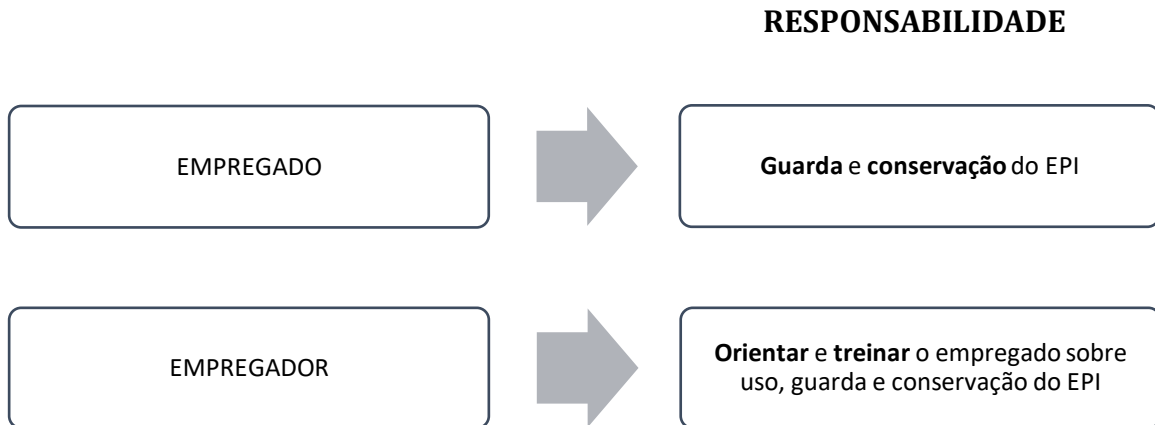 RESPONSABILIDADE
EMPREGADO
Guarda e conservação do EPI
EMPREGADOR
Orientar e treinar o empregado sobre
uso, guarda e conservação do EPI